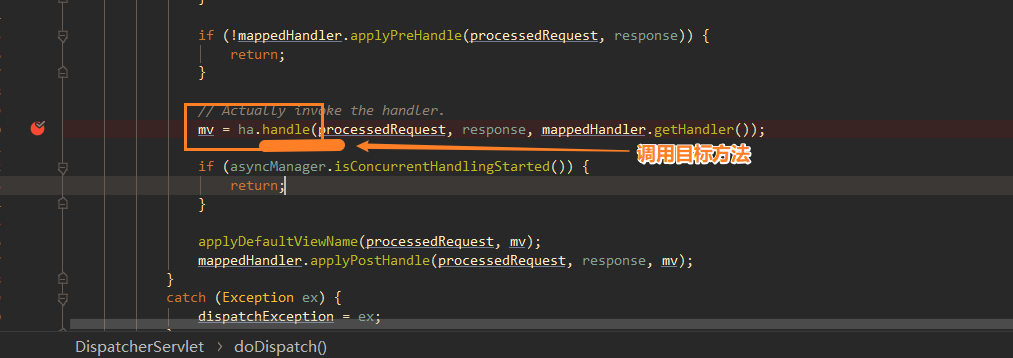 }
if (!mappedHandler.applyPreHandle(processedRequest, response)) {
return;
}
// Actually invoke the handler.
mv = ha.handle(processedRequest, response, mappedHandler.getHandler());
调用目标方法
if (asyncManager.isConcurrentHandlingStarted()) {
return;
}
applyDefaultViewName(processedRequest, mv);
mappedHandler.applyPostHandle(processedRequest, response, mv);
}
catch (Exception ex) {
dispatchException = ex;
DispatcherServlet › doDispatch()